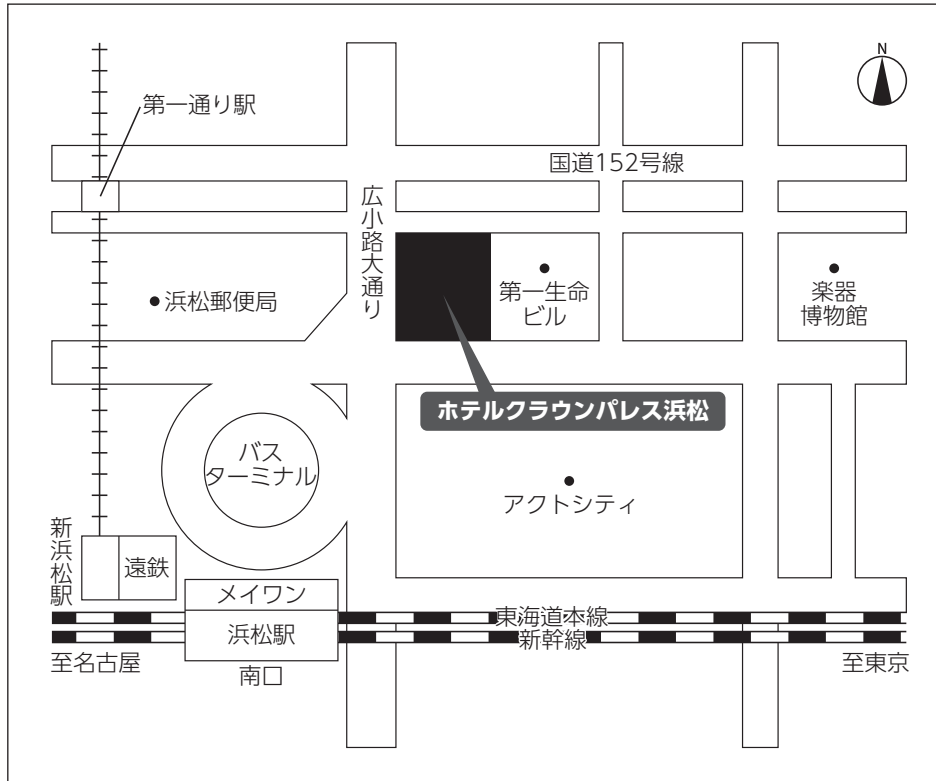 N
第一通り駅
国道152号線
広小路大通り
浜松郵便局
第一生命
ビル
楽器
博物館
ホテルクラウンパレス浜松
バス
ターミナル
アクトシティ
新浜松駅
遠鉄
メイワン
浜松駅
東海道本線
新幹線
至名古屋
南口
至東京